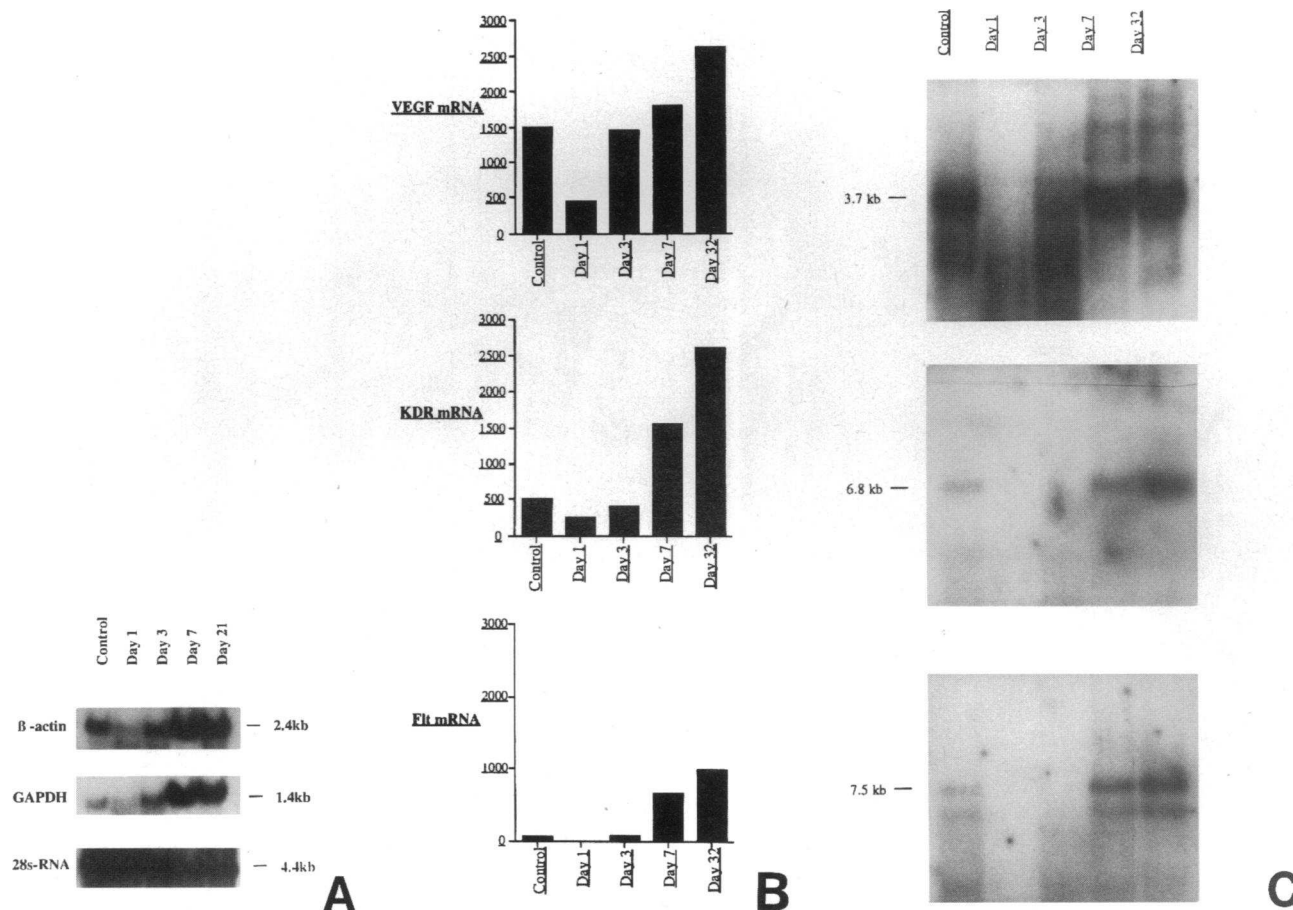 Control
Day 1
Day 3
Day 7
Day 21
ß -actin
2.4kb
GAPDH
1.4kb
28s-RNA
4.4kb
A
VEGF mRNA
3000
2500
2000
1500
1000
500
0
Control
Day 1
Day 3
Day 7
Day 32
KDR mRNA
3000
2500
2000
1500
1000
500
0
Control
Day 1
Day 3
Day 7
Day 32
Flt mRNA
3000
2000
1000
0
Control
Day 1
Day 3
Day 7
Day 32
B
Control
Day 1
Day 3
Day 7
Day 32
3.7 kb
6.8 kb
7.5 kb
C